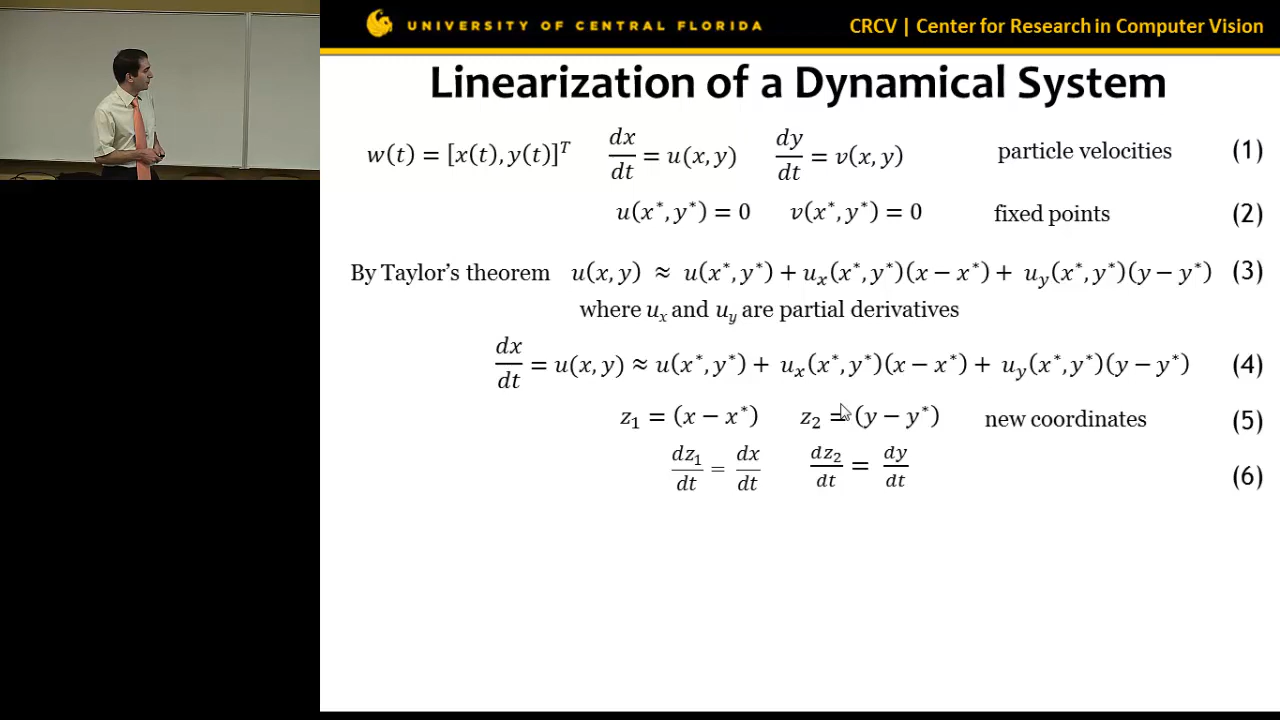 UNIVERSITY OF CENTRAL FLORIDA CRCV | Center for Research in Computer Vision
Linearization of a Dynamical System
w(t) = [x(t), y(t)]^T dx/dt = u(x, y) dy/dt = v(x, y) particle velocities (1)
u(x*, y*) = 0 v(x*, y*) = 0 fixed points (2)
By Taylor's theorem u(x, y) ≈ u(x*, y*) + u_x(x*, y*)(x − x*) + u_y(x*, y*)(y − y*) (3)
where u_x and u_y are partial derivatives
dx/dt = u(x, y) ≈ u(x*, y*) + u_x(x*, y*)(x − x*) + u_y(x*, y*)(y − y*) (4)
z_1 = (x − x*) z_2 = (y − y*) new coordinates (5)
dz_1/dt = dx/dt dz_2/dt = dy/dt (6)